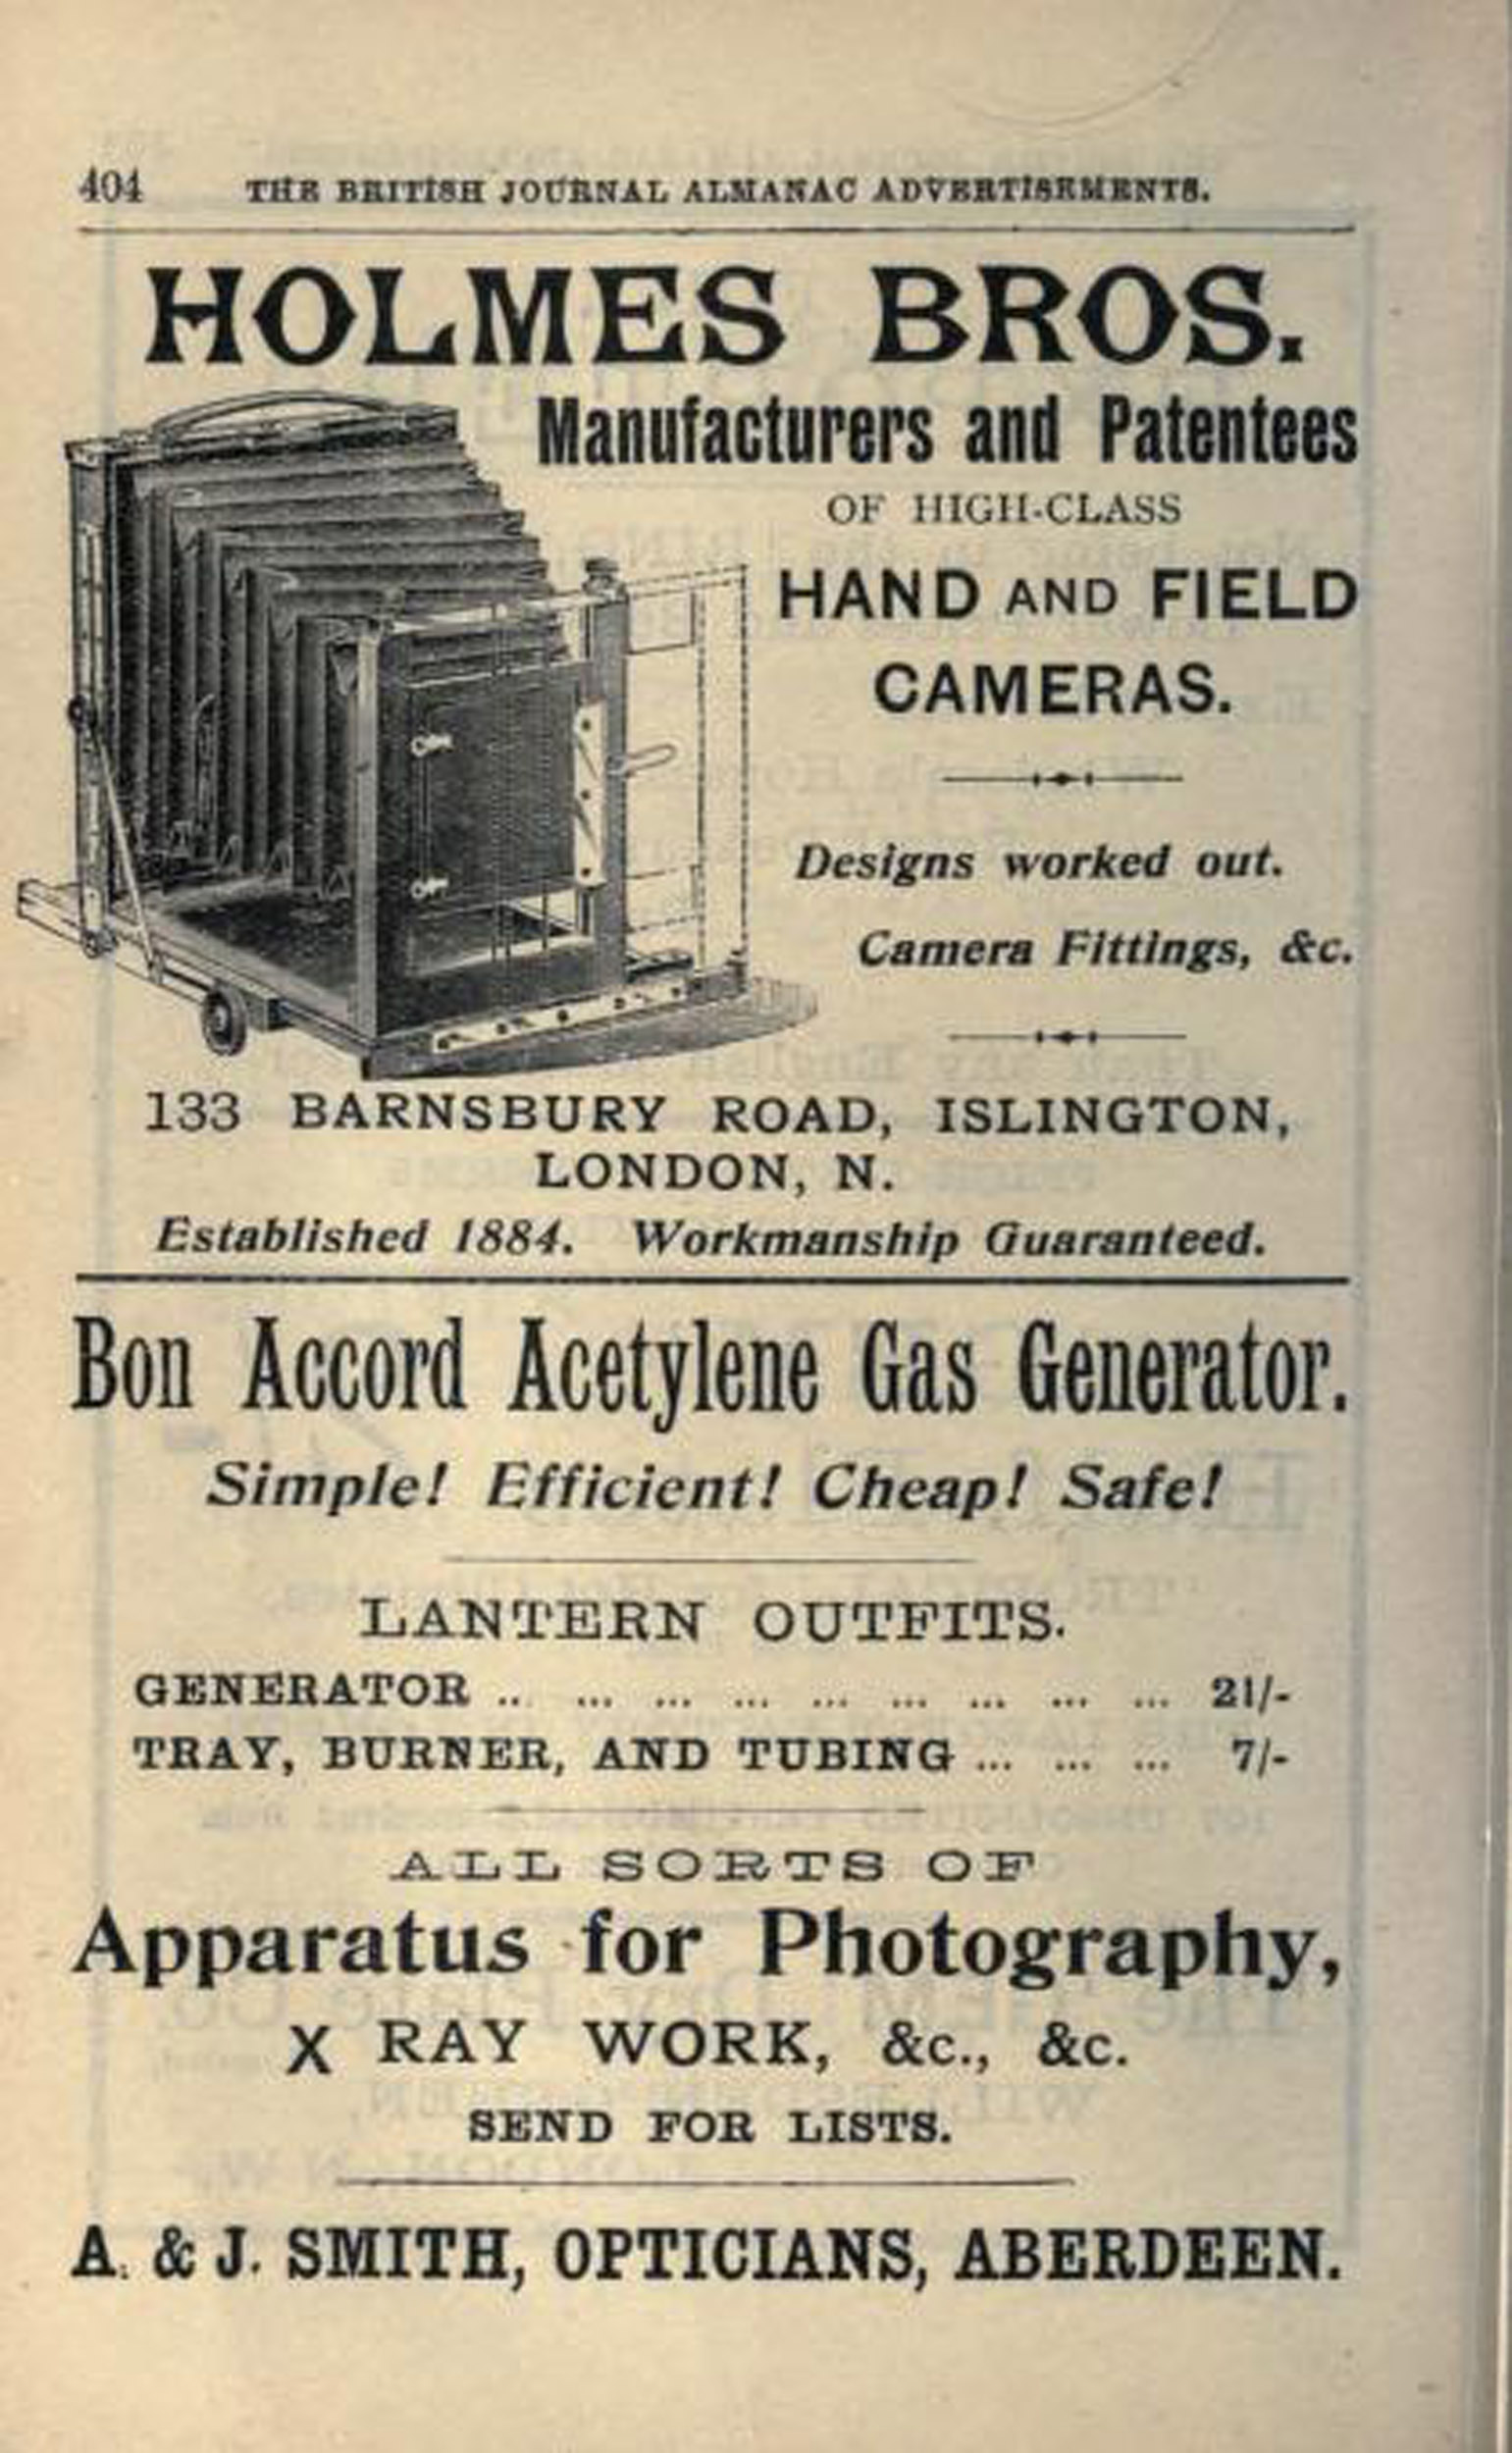 404 THE BRITISH JOURNAL ALMANAC ADVERTISEMENTS.
HOLMES BROS.
Manufacturers and Patentees
OF HIGH-CLASS
HAND AND FIELD
CAMERAS.
Designs worked out.
Camera Fittings, &c.
133 BARNSBURY ROAD, ISLINGTON,
LONDON, N.
Established 1884. Workmanship Guaranteed.
Bon Accord Acetylene Gas Generator.
Simple! Efficient! Cheap! Safe!
LANTERN OUTFITS.
GENERATOR .. ... ... ... ... ... ... ... ... 21/-
TRAY, BURNER, AND TUBING ... ... ... 7/-
ALL SORTS OF
Apparatus for Photography,
X RAY WORK, &c., &c.
SEND FOR LISTS.
A. & J. SMITH, OPTICIANS, ABERDEEN.